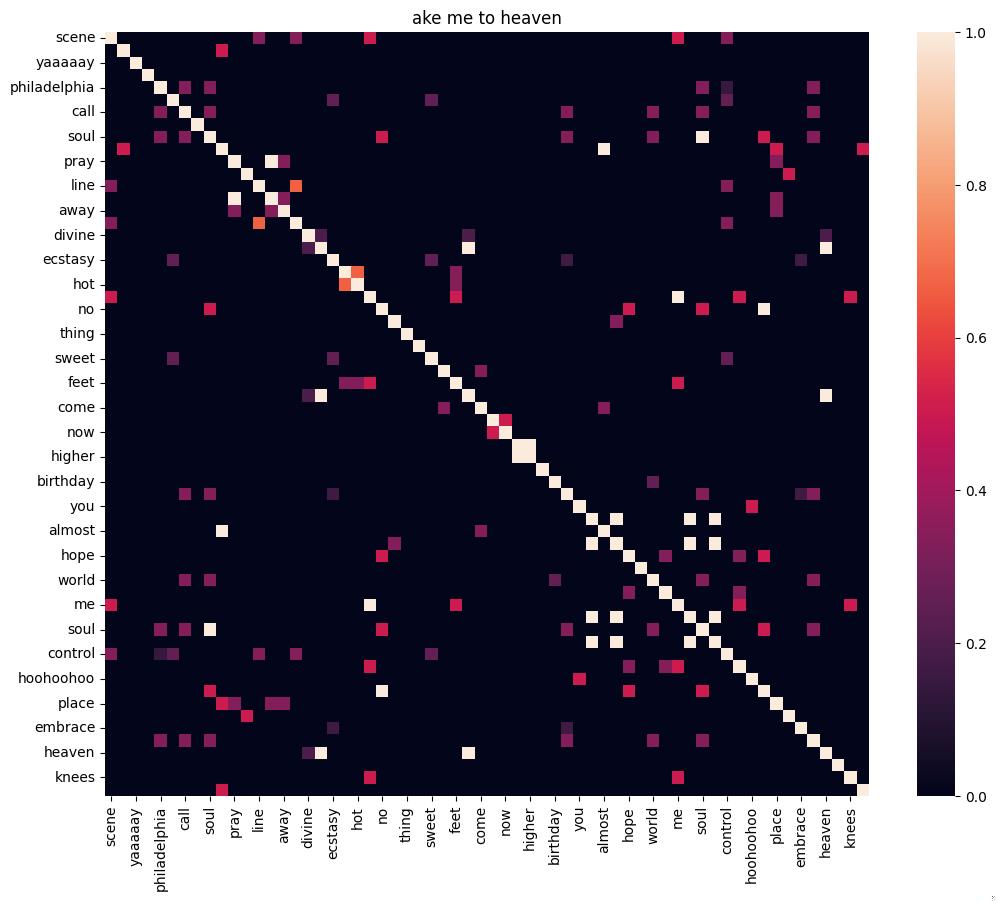 ake me to heaven
scene
yaaaaay
philadelphia
call
soul
pray
line
away
divine
ecstasy
hot
no
thing
sweet
feet
come
now
higher
birthday
you
almost
hope
world
me
soul
control
hoohoohoo
place
embrace
heaven
knees
1.0
0.8
0.6
0.4
0.2
0.0
scene
yaaaaay
philadelphia
call
soul
pray
line
away
divine
ecstasy
hot
no
thing
sweet
feet
come
now
higher
birthday
you
almost
hope
world
me
soul
control
hoohoohoo
place
embrace
heaven
knees